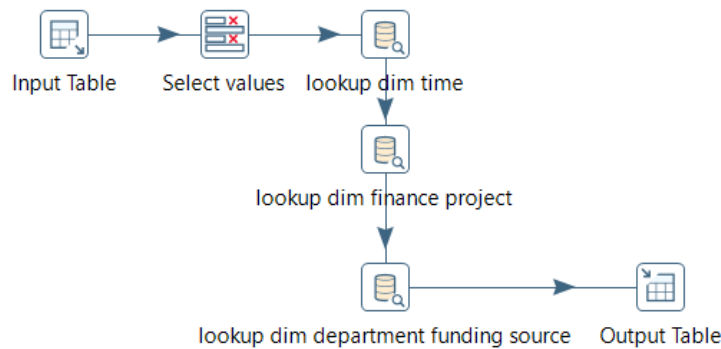 Input Table
Select values
lookup dim time
lookup dim finance project
lookup dim department funding source
Output Table